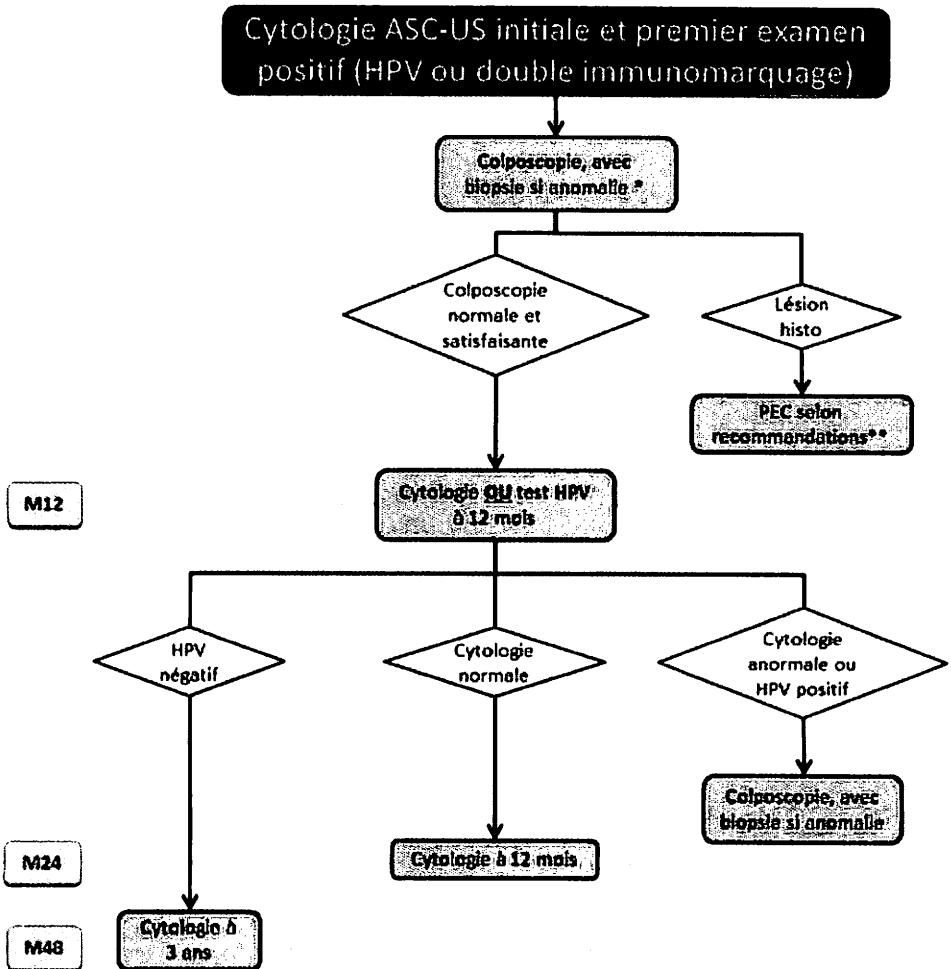 Cytologie ASC-US initiale et premier examen
positif (HPV ou double immunomarquage)
Colposcopie, avec
biopsie si anomalie *
Colposcopie
normale et
satisfaisante
Lésion
histo
PEC selon
recommandations**
M12
Cytologie OU test HPV
à 12 mois
HPV
négatif
Cytologie
normale
Cytologie
anormale ou
HPV positif
Colposcopie, avec
biopsie si anomalie
M24
Cytologie à 12 mois
M48
Cytologie à
3 ans